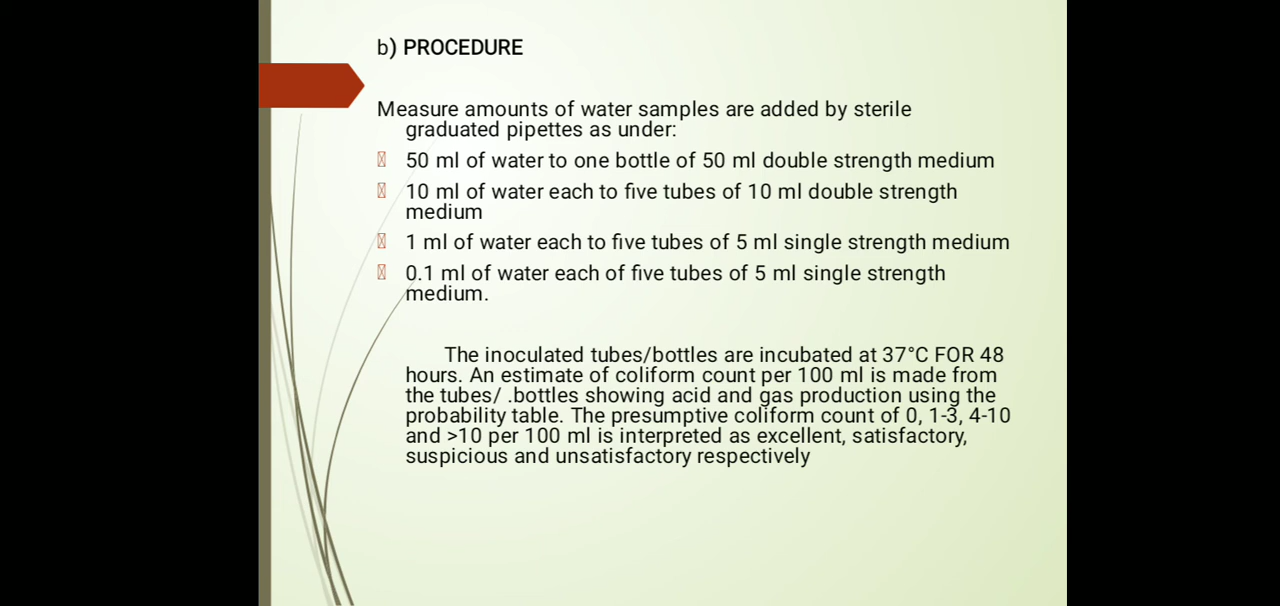 b) PROCEDURE
Measure amounts of water samples are added by sterile
graduated pipettes as under:
50 ml of water to one bottle of 50 ml double strength medium
10 ml of water each to five tubes of 10 ml double strength
medium
1 ml of water each to five tubes of 5 ml single strength medium
0.1 ml of water each of five tubes of 5 ml single strength
medium.
The inoculated tubes/bottles are incubated at 37°C FOR 48
hours. An estimate of coliform count per 100 ml is made from
the tubes/ .bottles showing acid and gas production using the
probability table. The presumptive coliform count of 0, 1-3, 4-10
and >10 per 100 ml is interpreted as excellent, satisfactory,
suspicious and unsatisfactory respectively